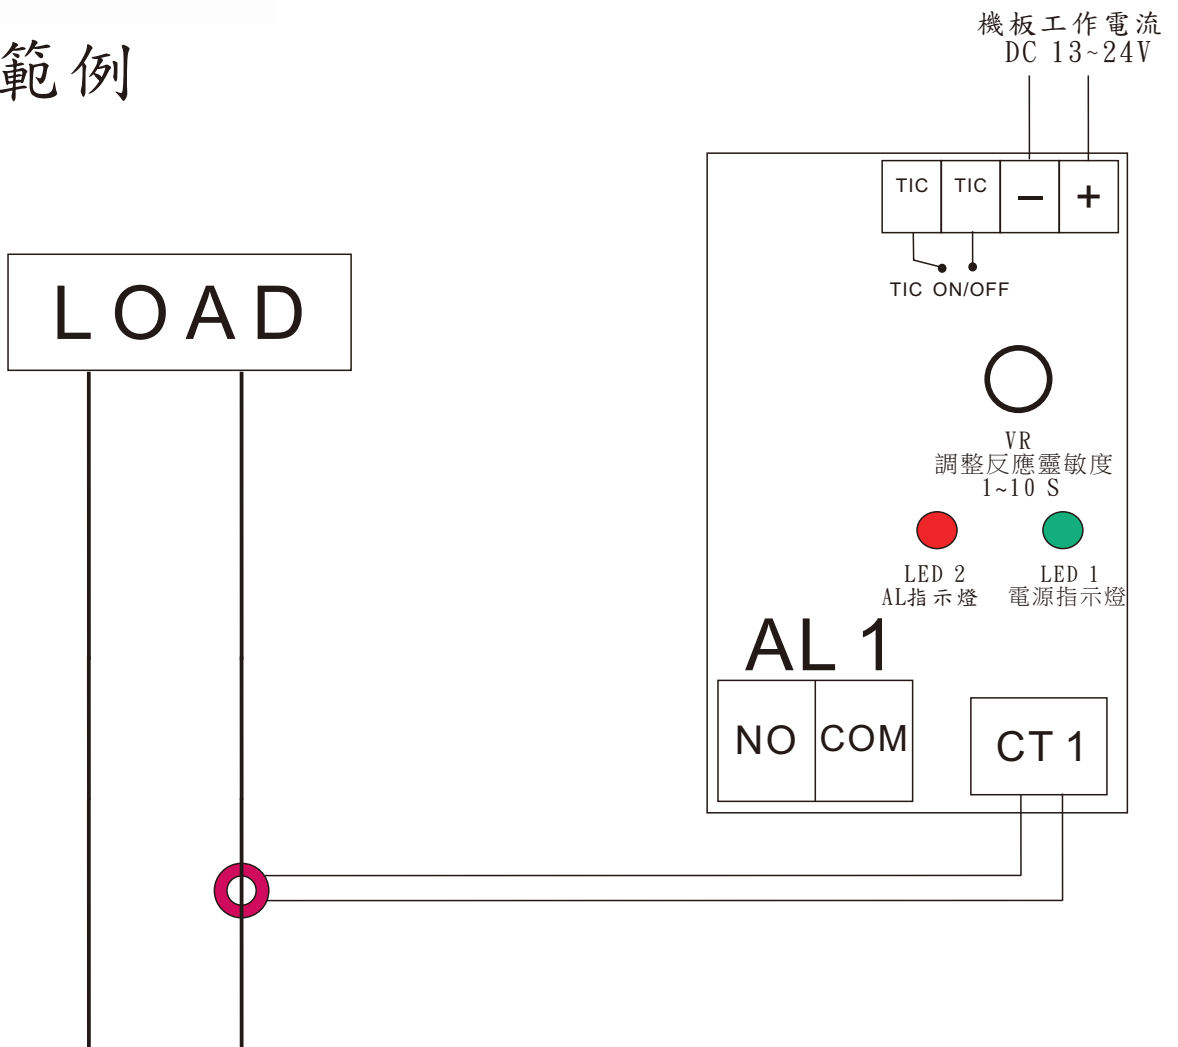 範例
機板工作電流
DC 13~24V
TIC TIC − +
TIC ON/OFF
LOAD
VR
調整反應靈敏度
1~10 S
LED 2 LED 1
AL指示燈 電源指示燈
AL 1
NO COM CT 1